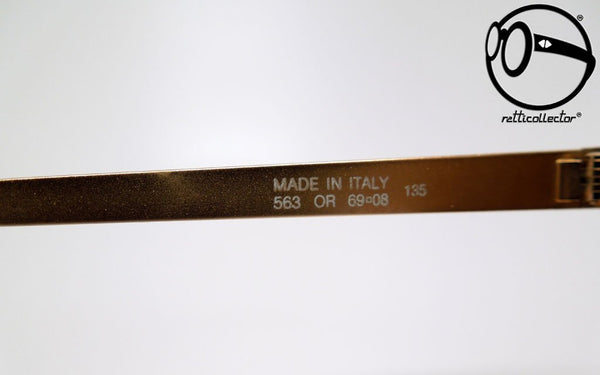 ®
retticollector®
MADE IN ITALY
563 OR 69▫08 135